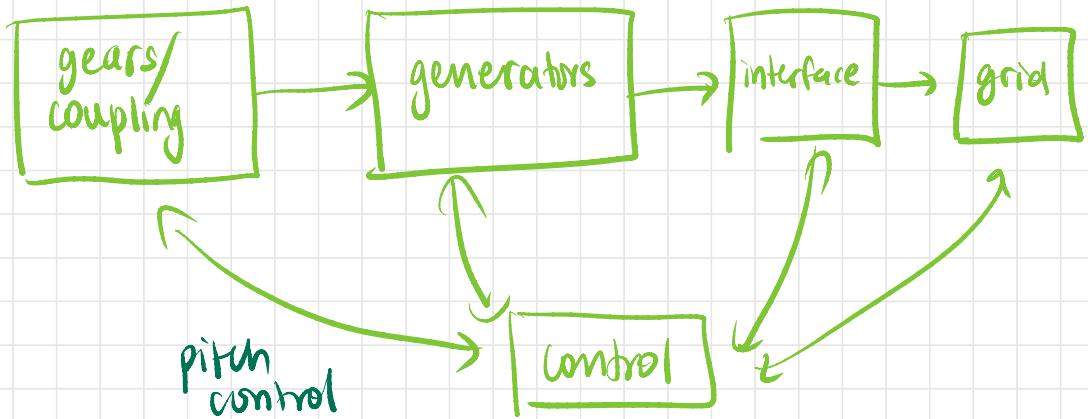 gears/
coupling
generators
interface
grid
control
pitch
control